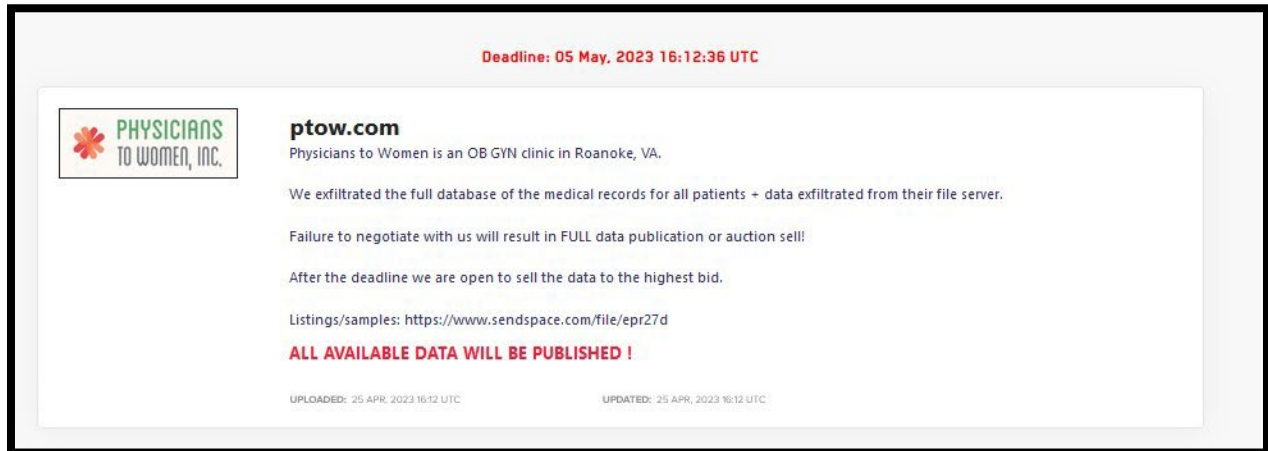 Deadline: 05 May, 2023 16:12:36 UTC
PHYSICIANS
TO WOMEN, INC.
ptow.com
Physicians to Women is an OB GYN clinic in Roanoke, VA.
We exfiltrated the full database of the medical records for all patients + data exfiltrated from their file server.
Failure to negotiate with us will result in FULL data publication or auction sell!
After the deadline we are open to sell the data to the highest bid.
Listings/samples: https://www.sendspace.com/file/epr27d
ALL AVAILABLE DATA WILL BE PUBLISHED !
UPLOADED: 25 APR, 2023 16:12 UTC UPDATED: 25 APR, 2023 16:12 UTC